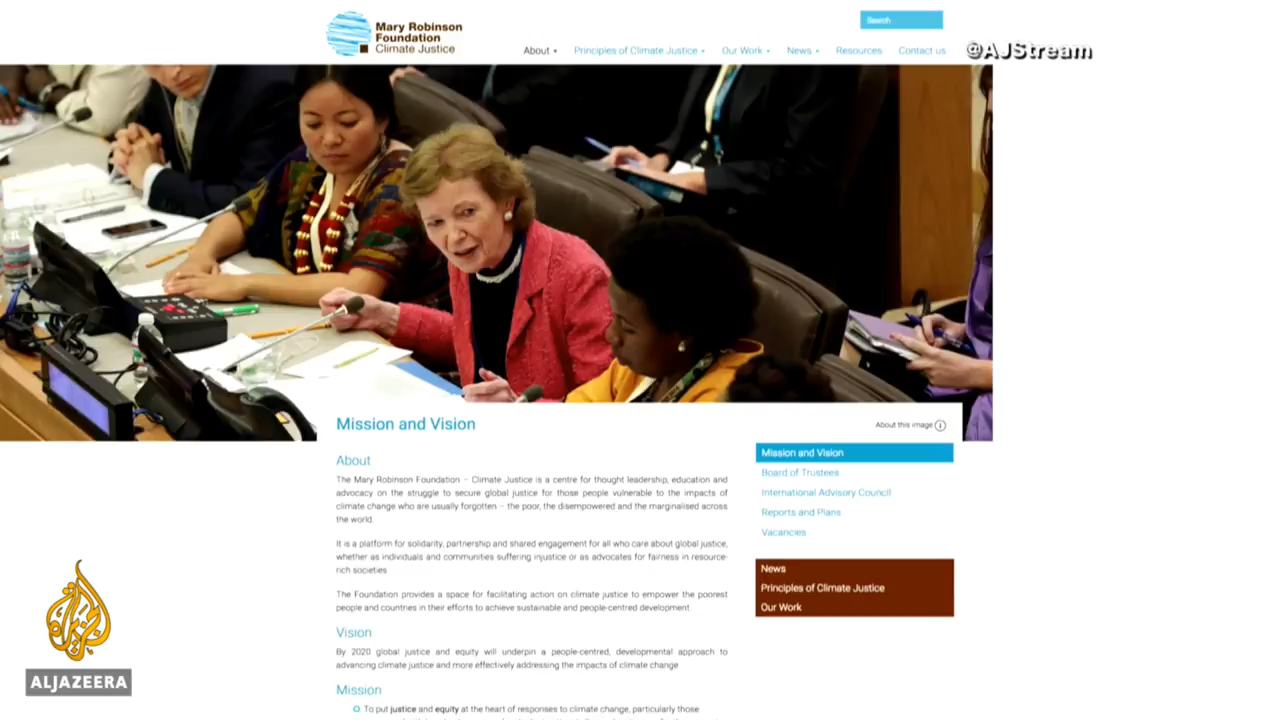 Mary Robinson
Foundation
Climate Justice
Search
About
Principles of Climate Justice
Our Work
News
Resources
Contact us
@AJStream
Mission and Vision
About this image
About
The Mary Robinson Foundation – Climate Justice is a centre for thought leadership, education and
advocacy on the struggle to secure global justice for those people vulnerable to the impacts of
climate change who are usually forgotten – the poor, the disempowered and the marginalised across
the world.
It is a platform for solidarity, partnership and shared engagement for all who care about global justice,
whether as individuals and communities suffering injustice or as advocates for fairness in resource-
rich societies
The Foundation provides a space for facilitating action on climate justice to empower the poorest
people and countries in their efforts to achieve sustainable and people-centred development
Vision
By 2020 global justice and equity will underpin a people-centred, developmental approach to
advancing climate justice and more effectively addressing the impacts of climate change
Mission
To put justice and equity at the heart of responses to climate change, particularly those
Mission and Vision
Board of Trustees
International Advisory Council
Reports and Plans
Vacancies
News
Principles of Climate Justice
Our Work
ALJAZEERA